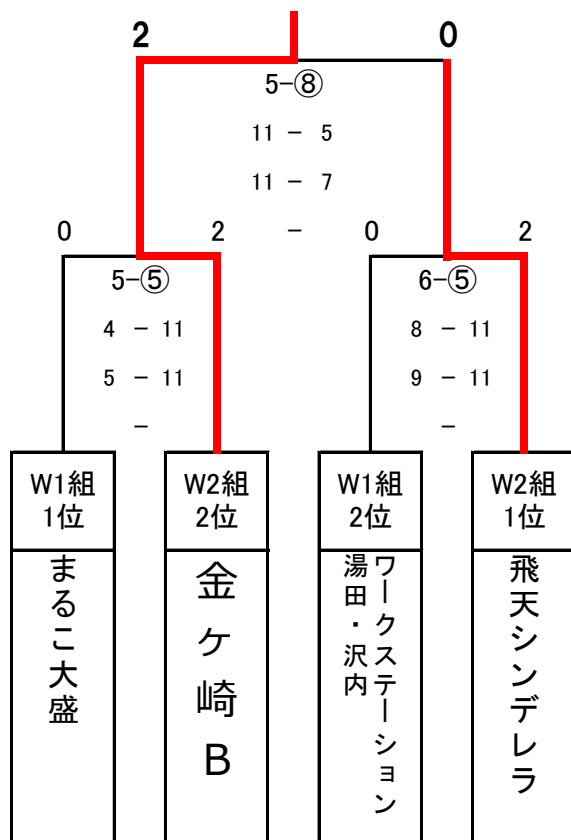 2 0
5-⑧
11 - 5
11 - 7
-
0 2 0 2
5-⑤ 6-⑤
4 - 11 8 - 11
5 - 11 9 - 11
- -
W1組 W2組 W1組 W2組
1位 2位 2位 1位
まるこ大盛
金ケ崎B
ワークステーション
湯田・沢内
飛天シンデレラ